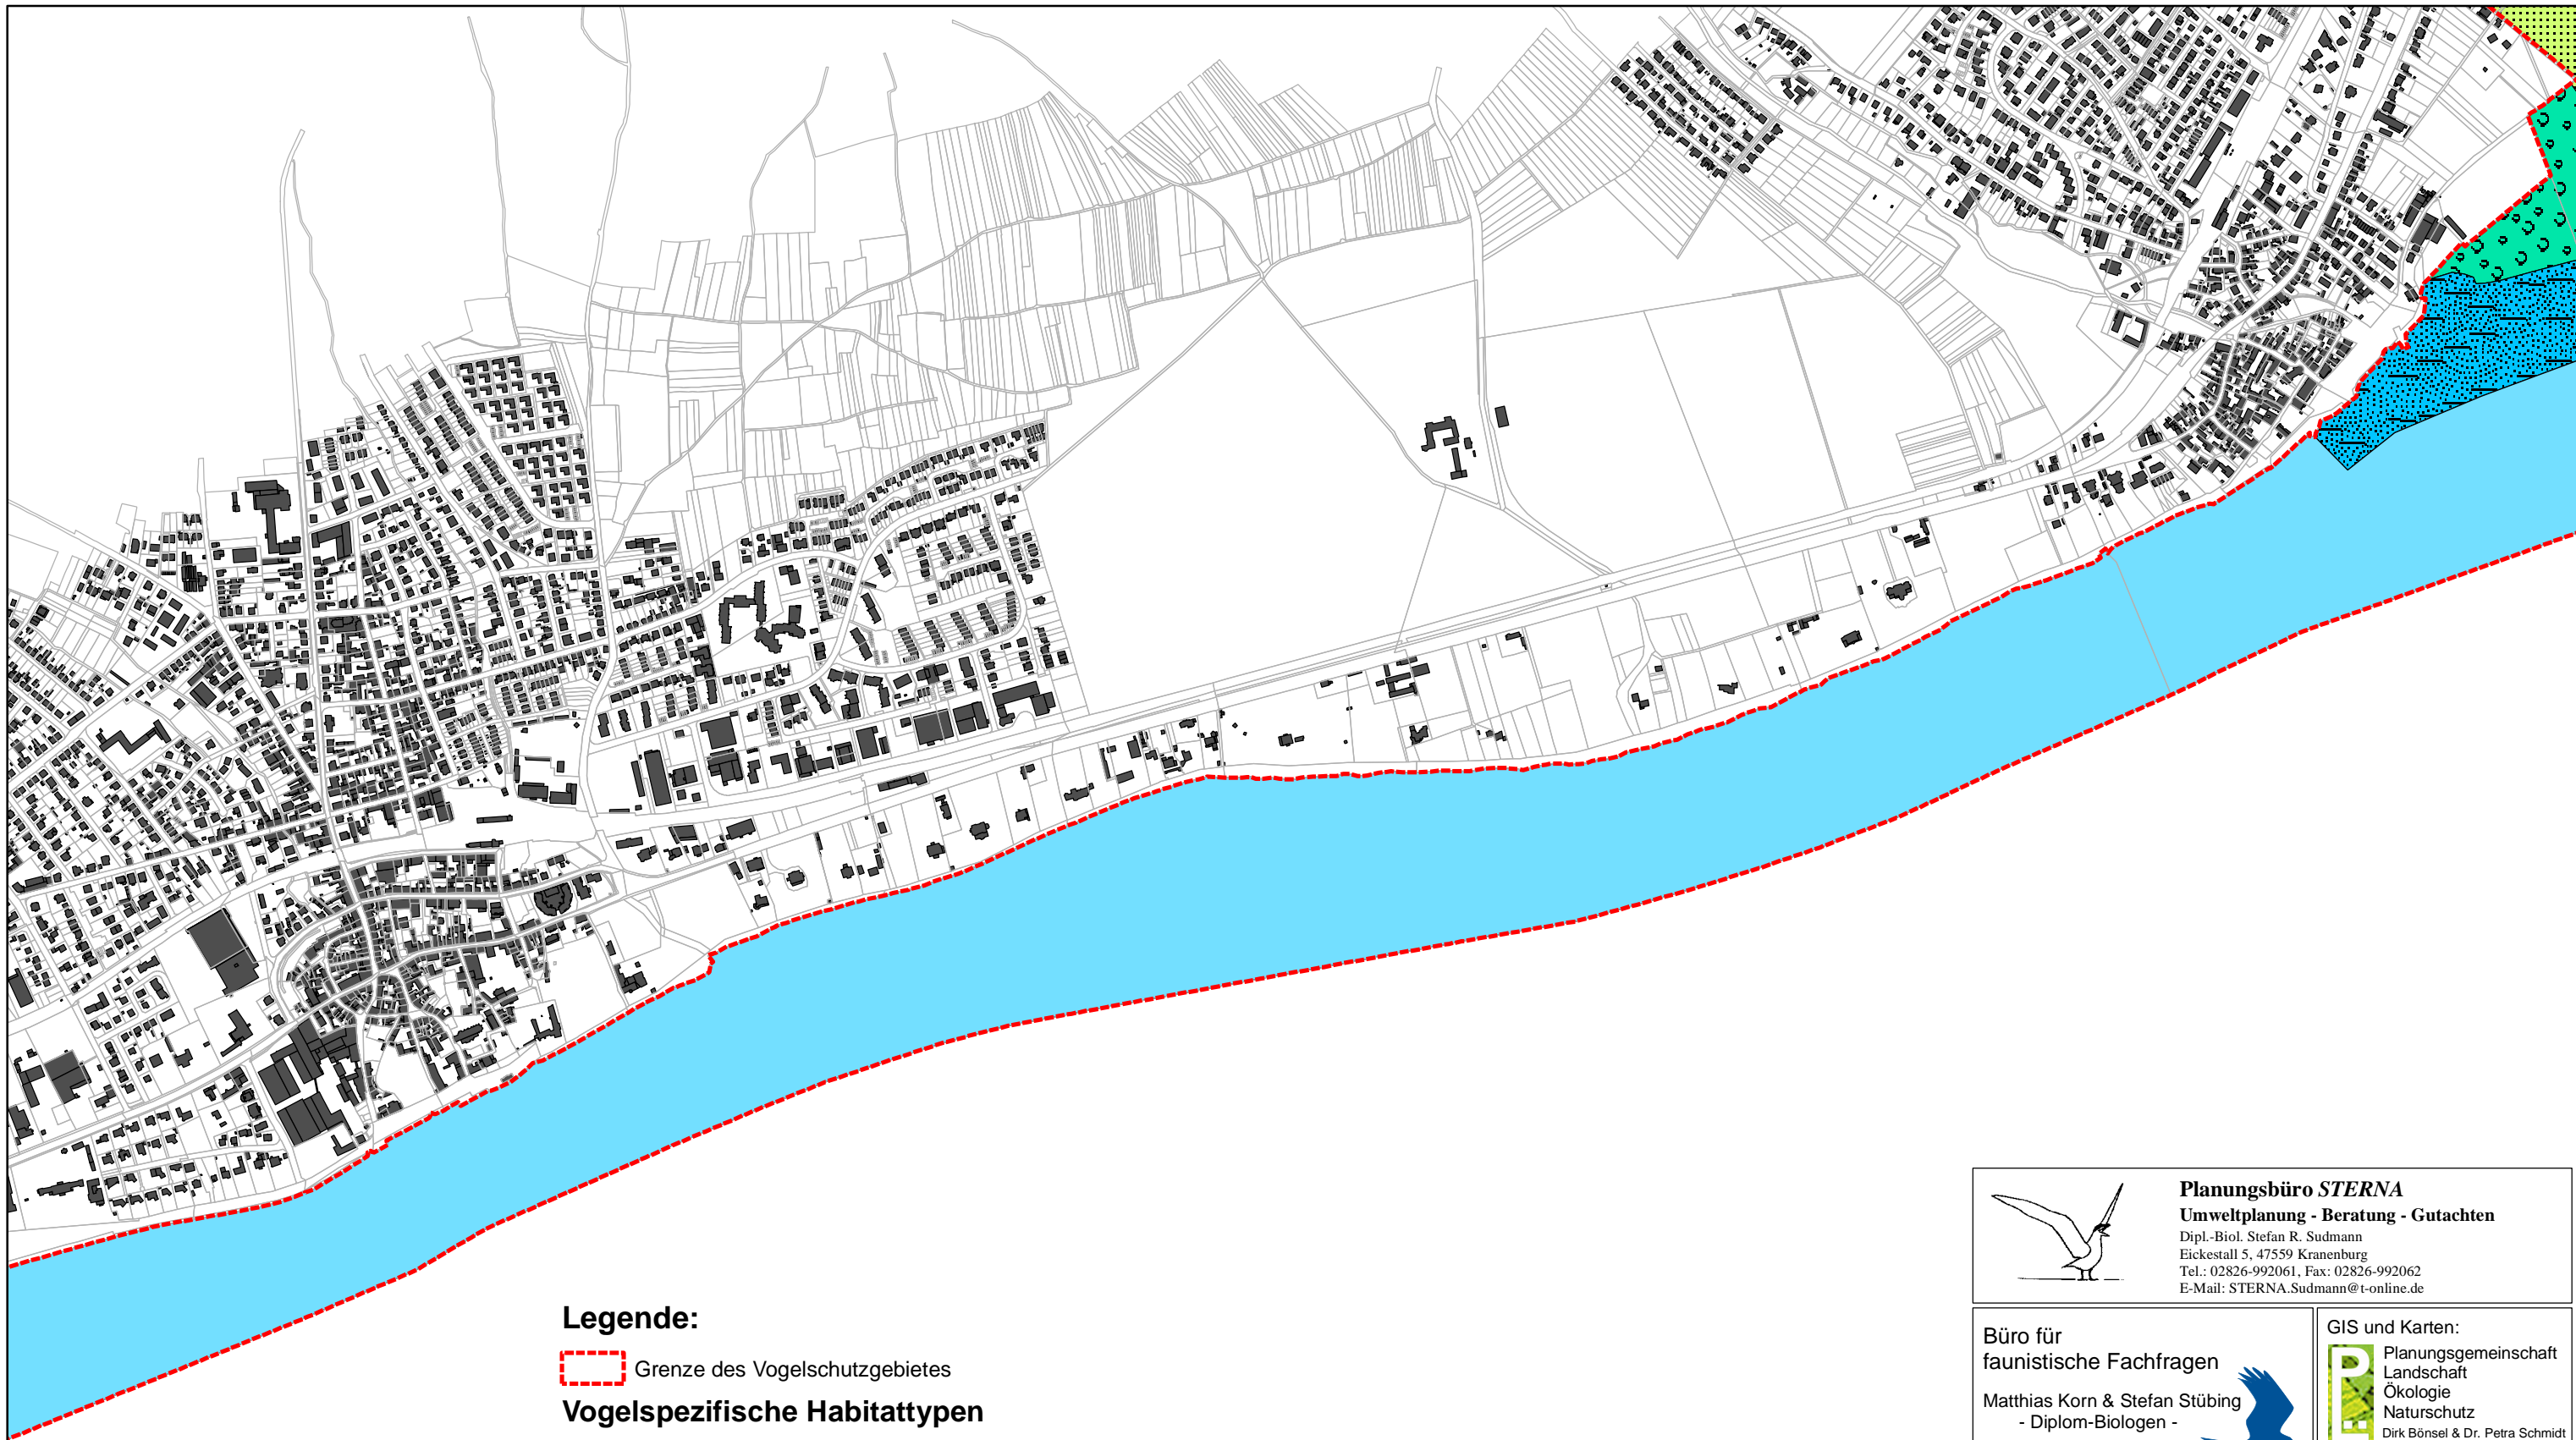 Legende:
Grenze des Vogelschutzgebietes
Vogelspezifische Habitattypen
Planungsbüro STERNA
Umweltplanung - Beratung - Gutachten
Dipl.-Biol. Stefan R. Sudmann
Eickestall 5, 47559 Kranenburg
Tel.: 02826-992061, Fax: 02826-992062
E-Mail: STERNA.Sudmann@t-online.de
Büro für
faunistische Fachfragen
Matthias Korn & Stefan Stübing
- Diplom-Biologen -
GIS und Karten:
Planungsgemeinschaft
Landschaft
Ökologie
Naturschutz
Dirk Bönsel & Dr. Petra Schmidt